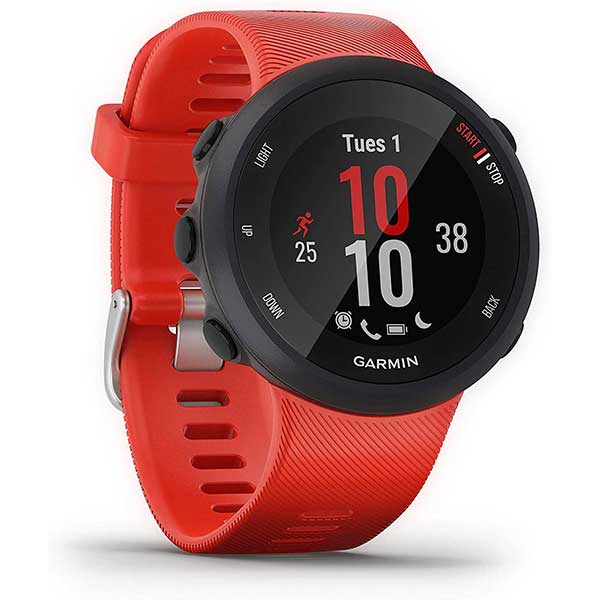 Tues 1
LIGHT
START
STOP
UP
25
10
10
38
DOWN
BACK
GARMIN